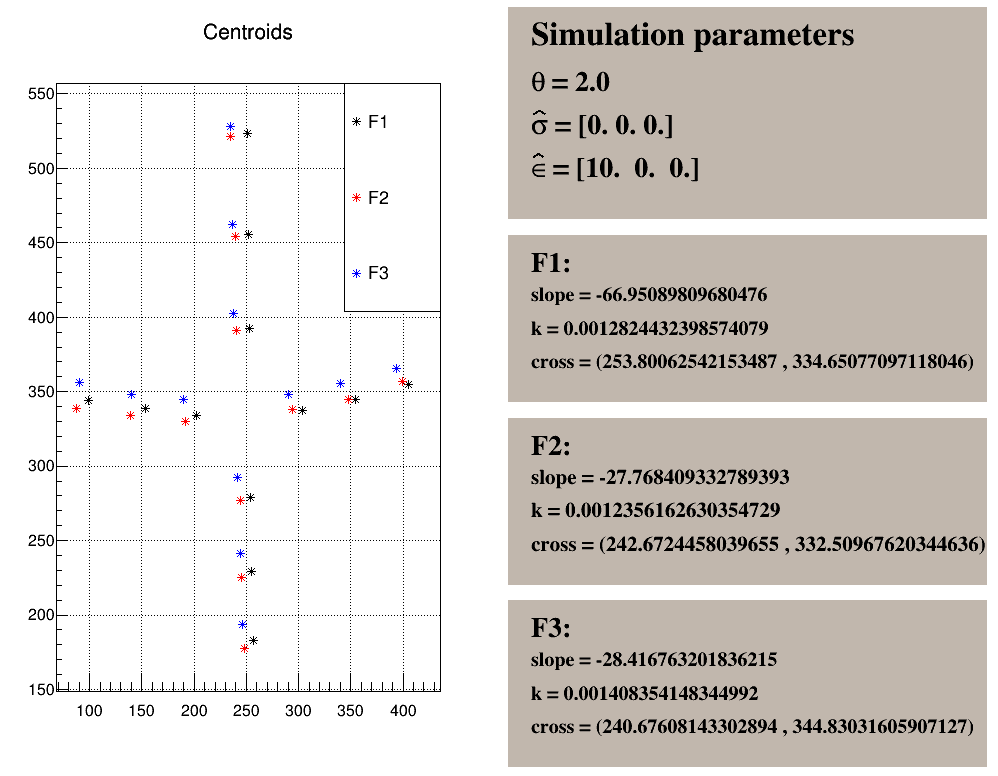 Centroids
550
500
450
400
350
300
250
200
150
100 150 200 250 300 350 400
F1
F2
F3
Simulation parameters
θ = 2.0
σ̂ = [0. 0. 0.]
ϵ̂ = [10. 0. 0.]
F1:
slope = -66.95089809680476
k = 0.0012824432398574079
cross = (253.80062542153487 , 334.65077097118046)
F2:
slope = -27.768409332789393
k = 0.0012356162630354729
cross = (242.6724458039655 , 332.50967620344636)
F3:
slope = -28.416763201836215
k = 0.001408354148344992
cross = (240.67608143302894 , 344.83031605907127)